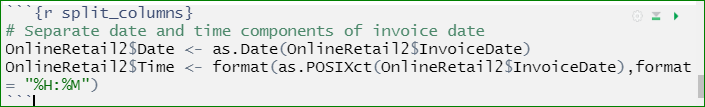 ```{r split_columns}
# Separate date and time components of invoice date
OnlineRetail2$Date <- as.Date(OnlineRetail2$InvoiceDate)
OnlineRetail2$Time <- format(as.POSIXct(OnlineRetail2$InvoiceDate),format
= "%H:%M")
```